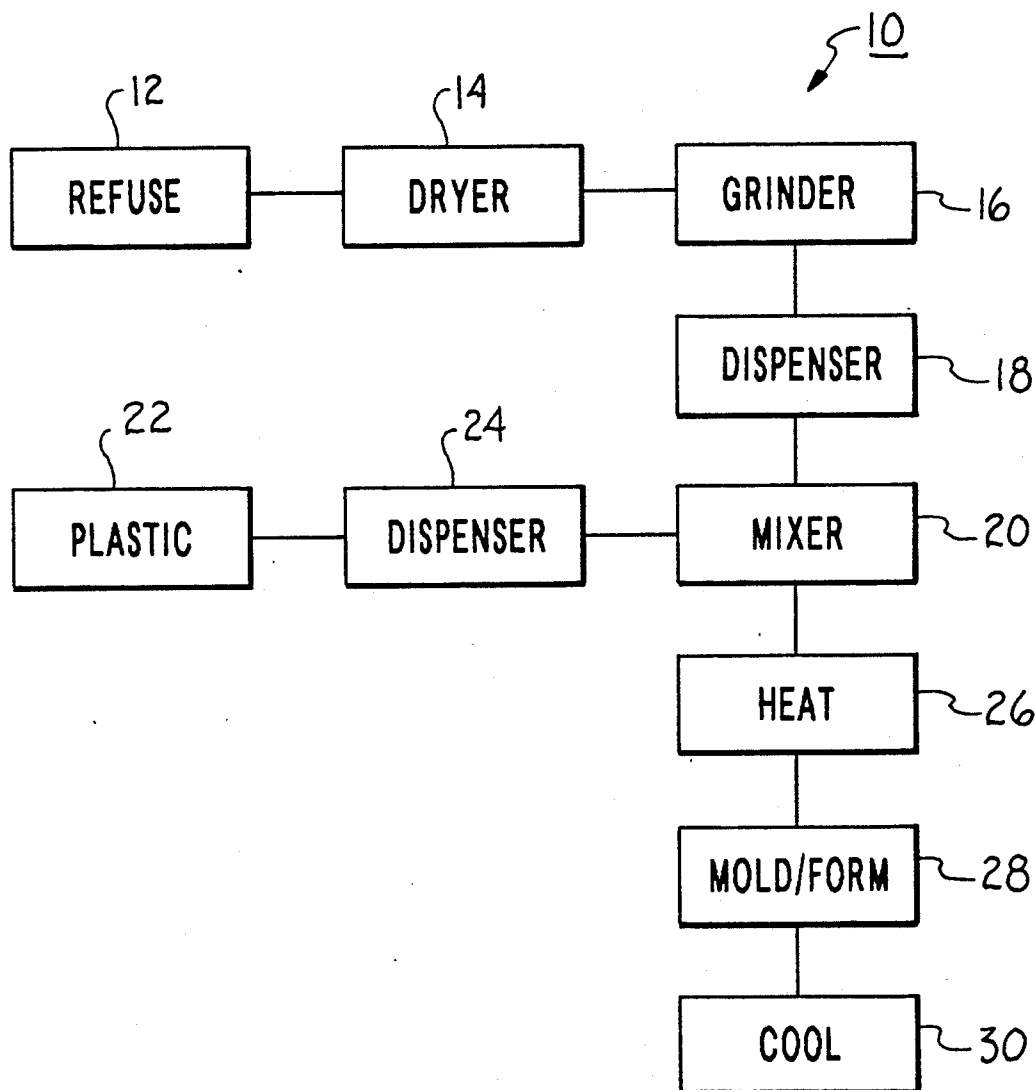 10
12
14
REFUSE
DRYER
GRINDER
16
DISPENSER
18
22
24
PLASTIC
DISPENSER
MIXER
20
HEAT
26
MOLD/FORM
28
COOL
30